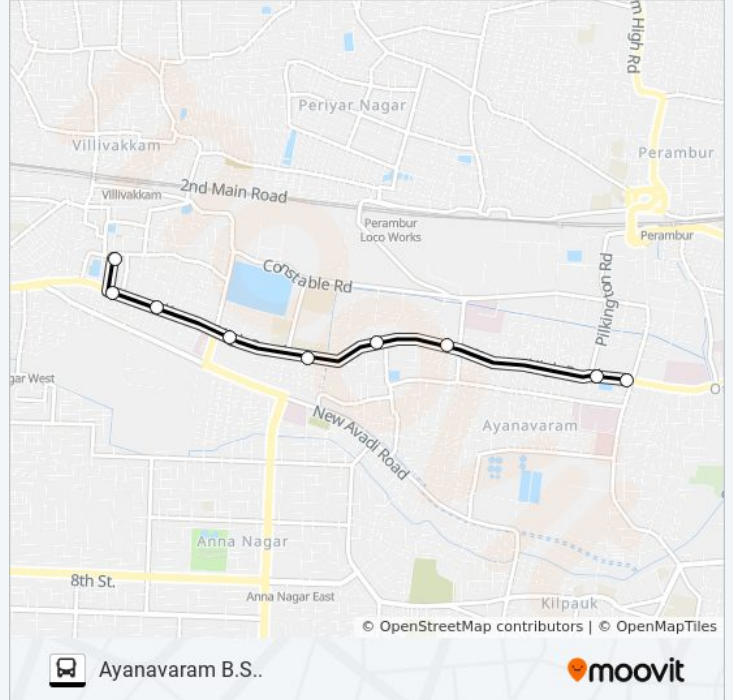 m High Rd
Periyar Nagar
Villivakkam
Perambur
2nd Main Road
Villivakkam
Perambur
Loco Works
Perambur
Constable Rd
Pilkington Rd
gar West
New Avadi Road
Ayanavaram
O
Anna Nagar
8th St.
Anna Nagar East
Kilpauk
© OpenStreetMap contributors | © OpenMapTiles
Ayanavaram B.S..
moovit